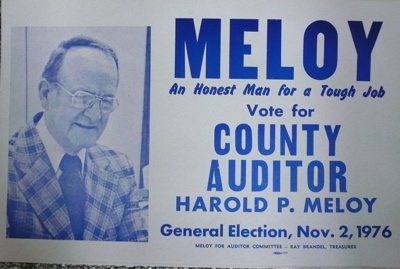 MELOY
An Honest Man for a Tough Job
Vote for
COUNTY
AUDITOR
HAROLD P. MELOY
General Election, Nov. 2, 1976
MELOY FOR AUDITOR COMMITTEE - RAY BRANDEL, TREASURER